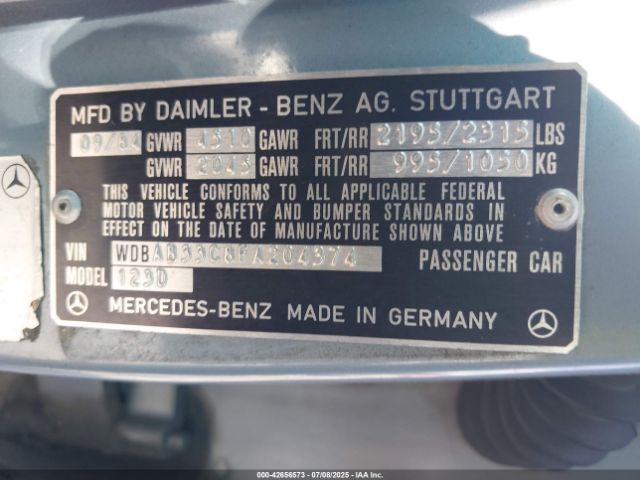 MFD BY DAIMLER - BENZ AG. STUTTGART
09/84 GVWR 4510 GAWR FRT/RR 2195/2315 LBS
GVWR 2045 GAWR FRT/RR 995/1050 KG
THIS VEHICLE CONFORMS TO ALL APPLICABLE FEDERAL
MOTOR VEHICLE SAFETY AND BUMPER STANDARDS IN
EFFECT ON THE DATE OF MANUFACTURE SHOWN ABOVE
VIN WDBAB33C8FA204374 PASSENGER CAR
MODEL 123D
MERCEDES-BENZ MADE IN GERMANY
000-42656573 | 07/08/2025 - IAA Inc.